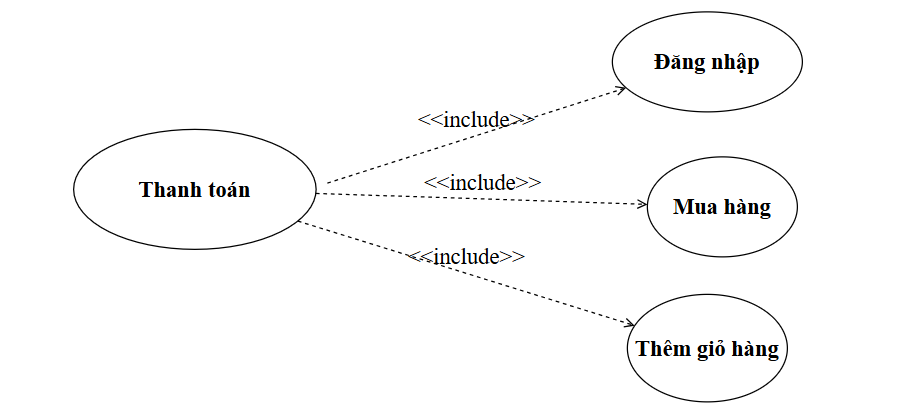 Đăng nhập
<<include>>
Thanh toán
<<include>>
Mua hàng
<<include>>
Thêm giỏ hàng